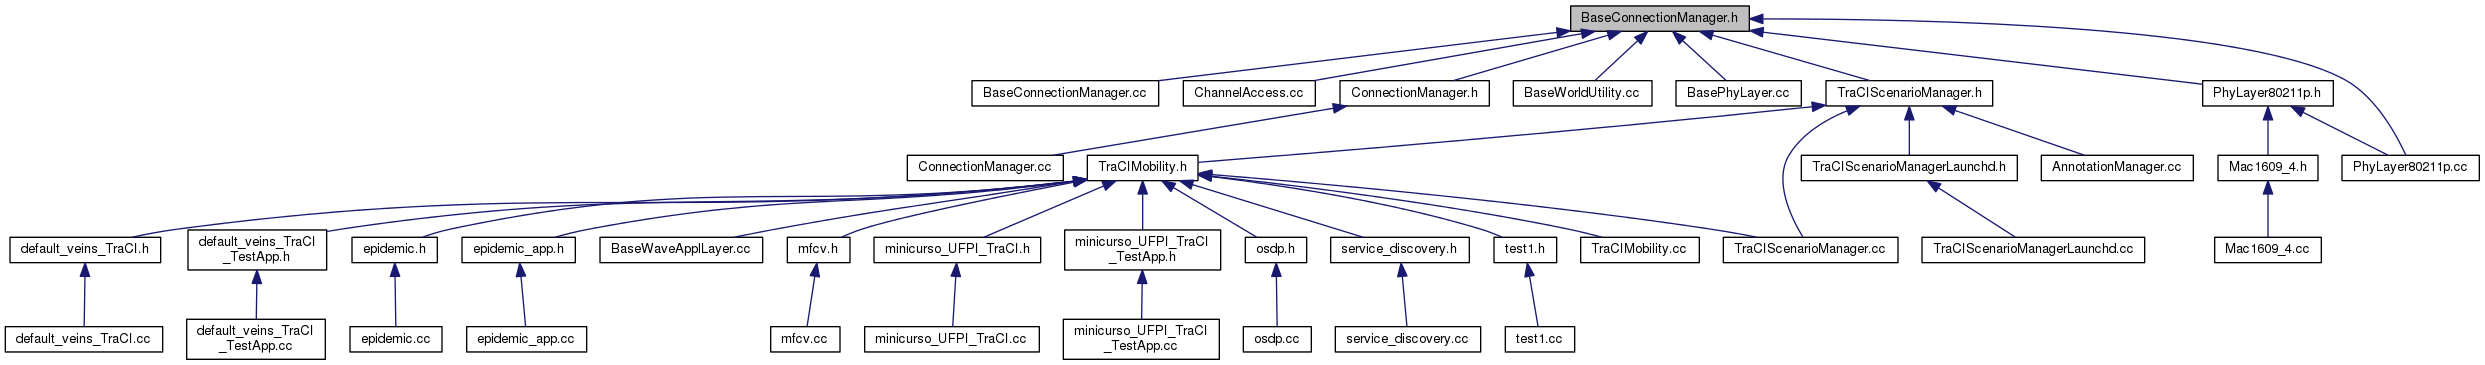 BaseConnectionManager.h
BaseConnectionManager.cc
ChannelAccess.cc
ConnectionManager.h
BaseWorldUtility.cc
BasePhyLayer.cc
TraCIScenarioManager.h
PhyLayer80211p.h
ConnectionManager.cc
TraCIMobility.h
TraCIScenarioManagerLaunchd.h
AnnotationManager.cc
Mac1609_4.h
PhyLayer80211p.cc
default_veins_TraCI.h
default_veins_TraCI
_TestApp.h
epidemic.h
epidemic_app.h
BaseWaveApplLayer.cc
mfcv.h
minicurso_UFPI_TraCI.h
minicurso_UFPI_TraCI
_TestApp.h
osdp.h
service_discovery.h
test1.h
TraCIMobility.cc
TraCIScenarioManager.cc
TraCIScenarioManagerLaunchd.cc
Mac1609_4.cc
default_veins_TraCI.cc
default_veins_TraCI
_TestApp.cc
epidemic.cc
epidemic_app.cc
mfcv.cc
minicurso_UFPI_TraCI.cc
minicurso_UFPI_TraCI
_TestApp.cc
osdp.cc
service_discovery.cc
test1.cc